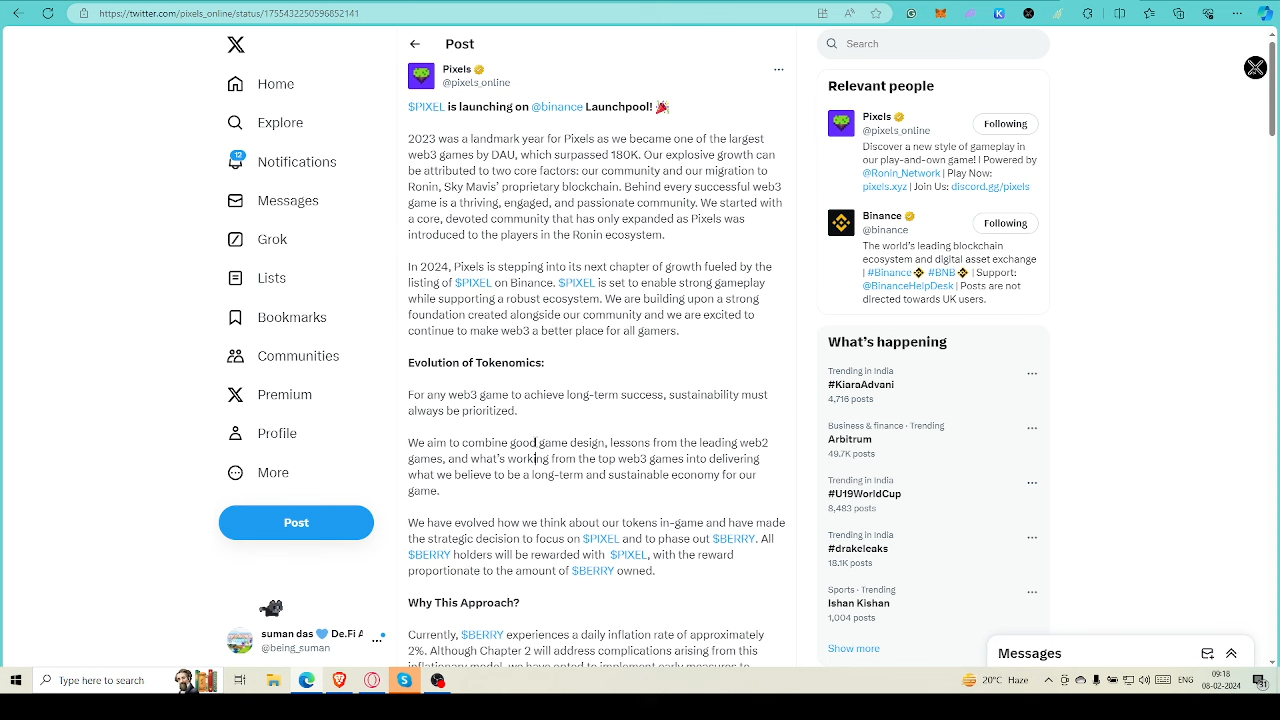 https://twitter.com/pixels_online/status/1755432250596852141
Home
Explore
12
Notifications
Messages
Grok
Lists
Bookmarks
Communities
Premium
Profile
More
Post
suman das 💙 De.Fi A
@being_suman
Post
Pixels
@pixels_online
$PIXEL is launching on @binance Launchpool! 🎉
2023 was a landmark year for Pixels as we became one of the largest
web3 games by DAU, which surpassed 180K. Our explosive growth can
be attributed to two core factors: our community and our migration to
Ronin, Sky Mavis’ proprietary blockchain. Behind every successful web3
game is a thriving, engaged, and passionate community. We started with
a core, devoted community that has only expanded as Pixels was
introduced to the players in the Ronin ecosystem.
In 2024, Pixels is stepping into its next chapter of growth fueled by the
listing of $PIXEL on Binance. $PIXEL is set to enable strong gameplay
while supporting a robust ecosystem. We are building upon a strong
foundation created alongside our community and we are excited to
continue to make web3 a better place for all gamers.
Evolution of Tokenomics:
For any web3 game to achieve long-term success, sustainability must
always be prioritized.
We aim to combine good game design, lessons from the leading web2
games, and what’s working from the top web3 games into delivering
what we believe to be a long-term and sustainable economy for our
game.
We have evolved how we think about our tokens in-game and have made
the strategic decision to focus on $PIXEL and to phase out $BERRY. All
$BERRY holders will be rewarded with $PIXEL, with the reward
proportionate to the amount of $BERRY owned.
Why This Approach?
Currently, $BERRY experiences a daily inflation rate of approximately
2%. Although Chapter 2 will address complications arising from this
inflationary model, we have opted to implement early measures to
Search
Relevant people
Pixels
@pixels_online
Following
Discover a new style of gameplay in
our play-and-own game! | Powered by
@Ronin_Network | Play Now:
pixels.xyz | Join Us: discord.gg/pixels
Binance
@binance
Following
The world’s leading blockchain
ecosystem and digital asset exchange
| #Binance #BNB | Support:
@BinanceHelpDesk | Posts are not
directed towards UK users.
What’s happening
Trending in India
#KiaraAdvani
4,716 posts
Business & finance · Trending
Arbitrum
49.7K posts
Trending in India
#U19WorldCup
8,483 posts
Trending in India
#drakeleaks
18.1K posts
Sports · Trending
Ishan Kishan
1,004 posts
Show more
Messages
Type here to search
20°C Haze
ENG
09:18
08-02-2024